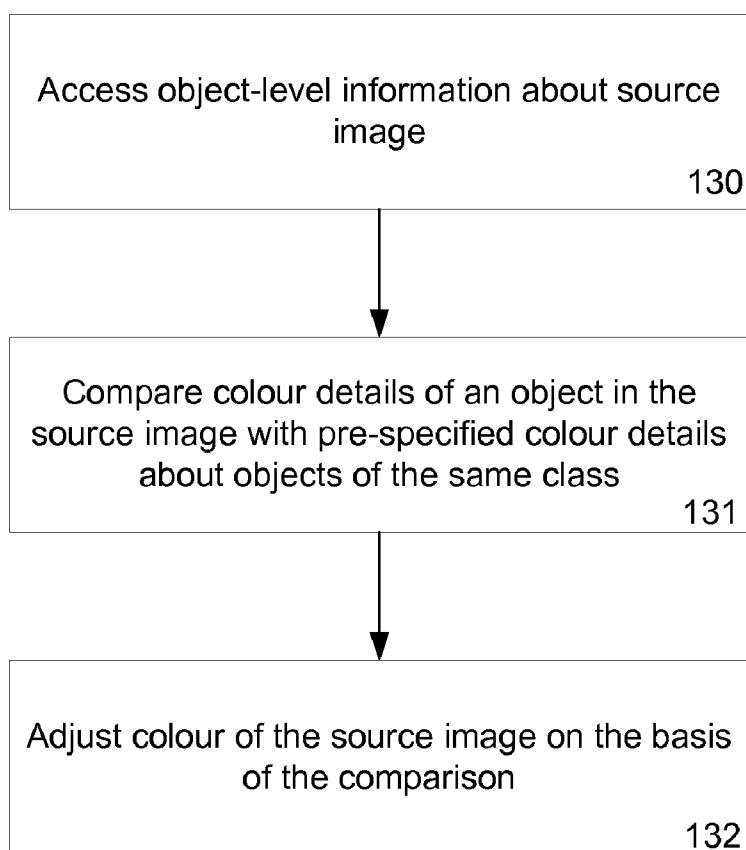 Access object-level information about source
image
130
Compare colour details of an object in the
source image with pre-specified colour details
about objects of the same class
131
Adjust colour of the source image on the basis
of the comparison
132